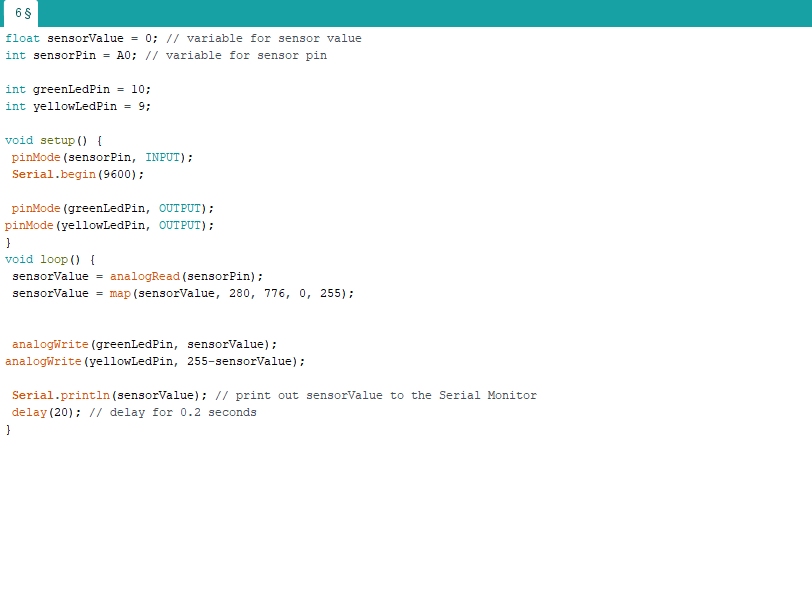 6 §
float sensorValue = 0; // variable for sensor value
int sensorPin = A0; // variable for sensor pin
int greenLedPin = 10;
int yellowLedPin = 9;
void setup() {
pinMode(sensorPin, INPUT);
Serial.begin(9600);
pinMode(greenLedPin, OUTPUT);
pinMode(yellowLedPin, OUTPUT);
}
void loop() {
sensorValue = analogRead(sensorPin);
sensorValue = map(sensorValue, 280, 776, 0, 255);
analogWrite(greenLedPin, sensorValue);
analogWrite(yellowLedPin, 255-sensorValue);
Serial.println(sensorValue); // print out sensorValue to the Serial Monitor
delay(20); // delay for 0.2 seconds
}